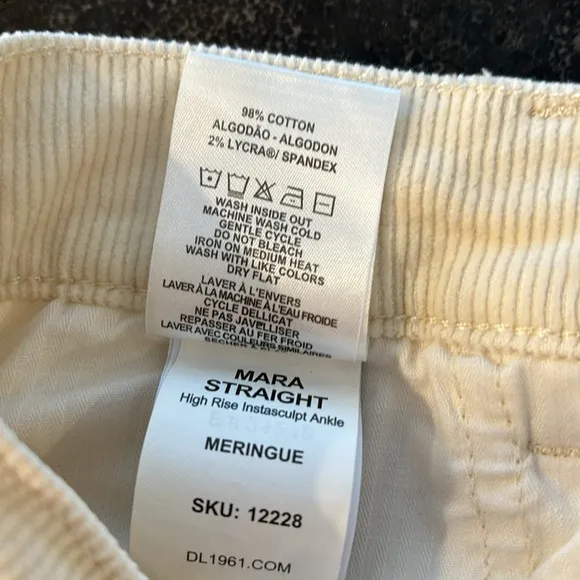 98% COTTON
ALGODÃO - ALGODON
2% LYCRA®/ SPANDEX
WASH INSIDE OUT
MACHINE WASH COLD
GENTLE CYCLE
DO NOT BLEACH
IRON ON MEDIUM HEAT
WASH WITH LIKE COLORS
DRY FLAT
LAVER À L'ENVERS
LAVER À LA MACHINE À L'EAU FROIDE
CYCLE DELLICAT
NE PAS JAVELLISER
REPASSER AU FER FROID
LAVER AVEC COULEURS SIMILAIRES
MARA
STRAIGHT
High Rise Instasculpt Ankle
MERINGUE
SKU: 12228
DL1961.COM